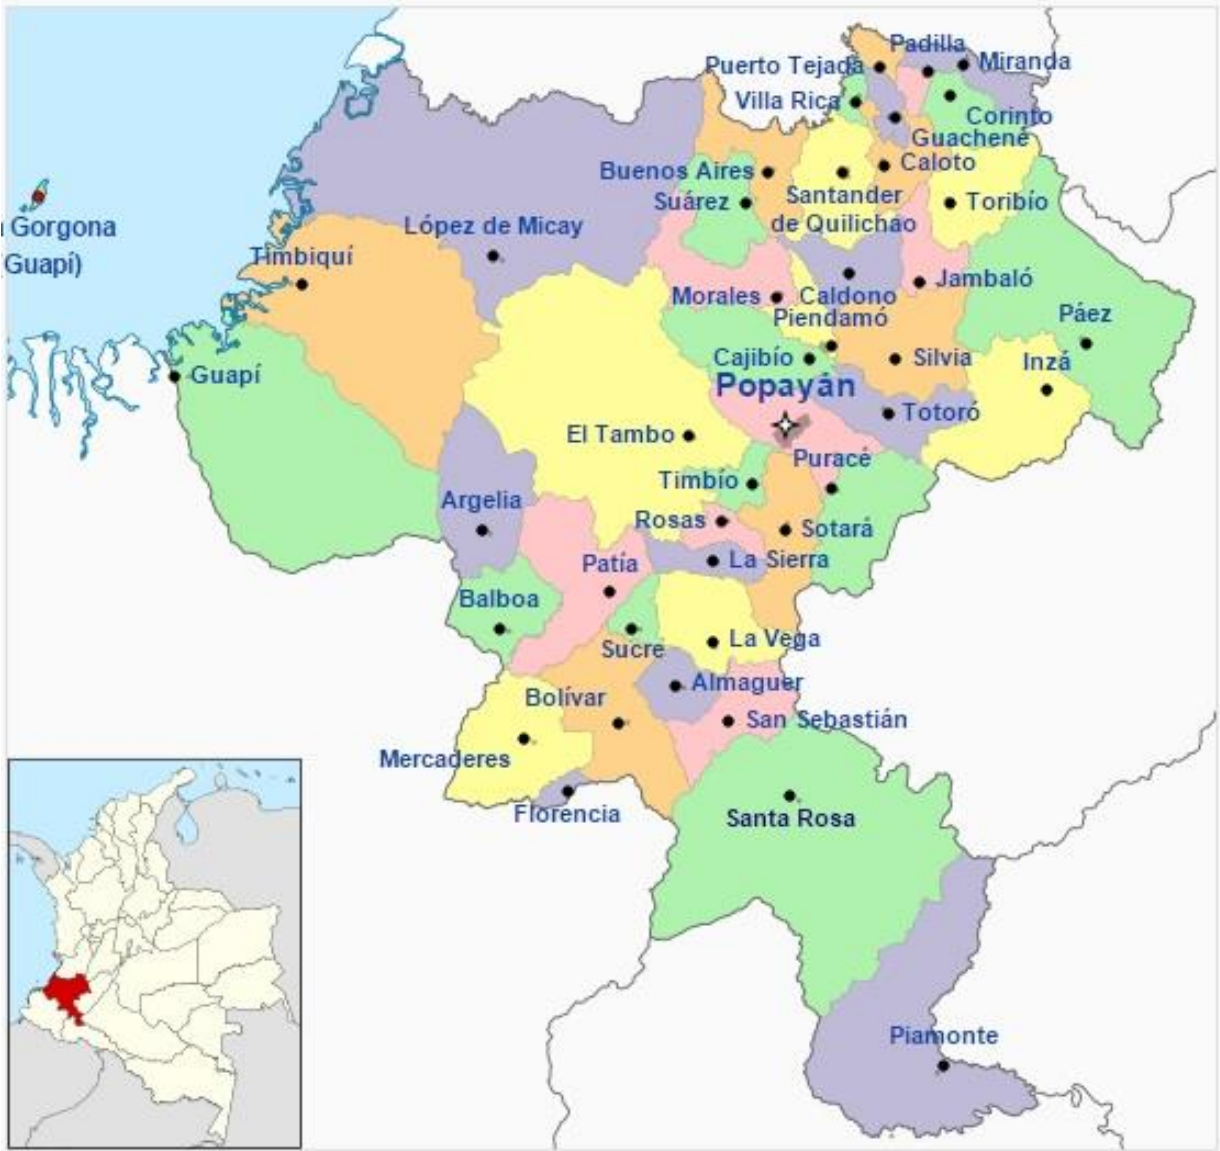 Padilla
Miranda
Puerto Tejada
Villa Rica
Corinto
Guachené
Caloto
Buenos Aires
Santander
de Quilichao
Suárez
Toribío
Gorgona
Guapí)
López de Micay
Timbiquí
Jambaló
Morales
Caldono
Piendamó
Páez
Cajibío
Silvia
Inzá
Guapí
Popayán
Totoró
El Tambo
Puracé
Timbío
Argelia
Rosas
Sotará
Patía
La Sierra
Balboa
Sucre
La Vega
Almaguer
Bolívar
San Sebastián
Mercaderes
Florencia
Santa Rosa
Piamonte